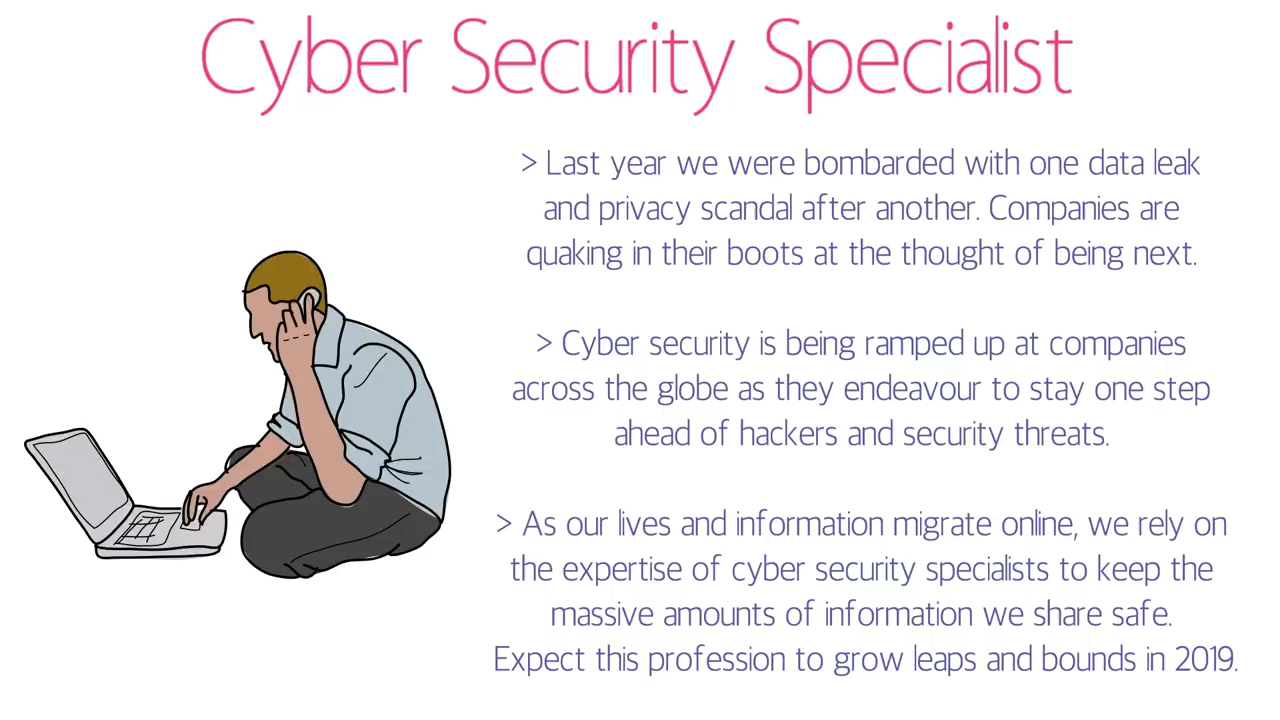 Cyber Security Specialist
> Last year we were bombarded with one data leak
and privacy scandal after another. Companies are
quaking in their boots at the thought of being next.
> Cyber security is being ramped up at companies
across the globe as they endeavour to stay one step
ahead of hackers and security threats.
> As our lives and information migrate online, we rely on
the expertise of cyber security specialists to keep the
massive amounts of information we share safe.
Expect this profession to grow leaps and bounds in 2019.